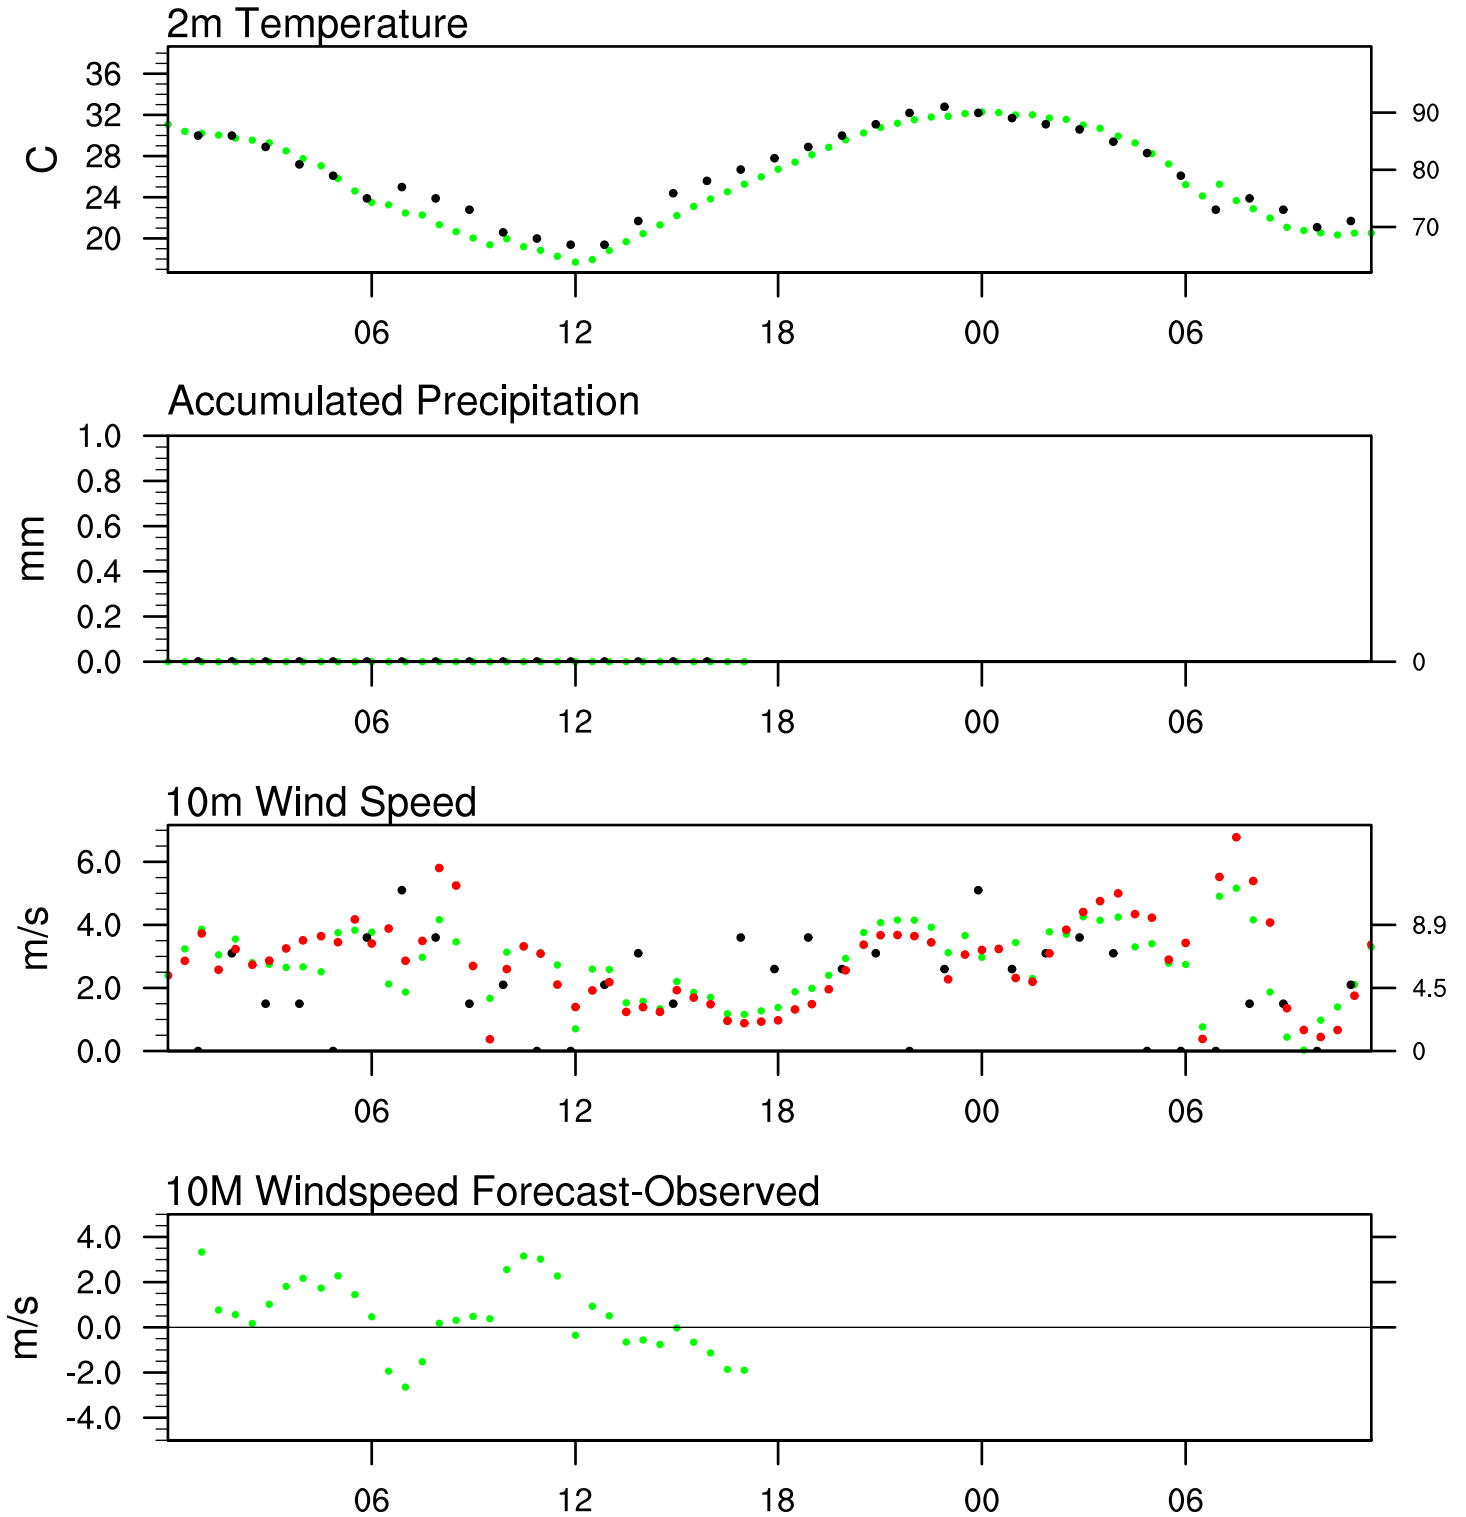 2m Temperature
36
32
28
24
20
C
90
80
70
06 12 18 00 06
Accumulated Precipitation
1.0
0.8
0.6
0.4
0.2
0.0
mm
0
06 12 18 00 06
10m Wind Speed
6.0
4.0
2.0
0.0
m/s
8.9
4.5
0
06 12 18 00 06
10M Windspeed Forecast-Observed
4.0
2.0
0.0
-2.0
-4.0
m/s
06 12 18 00 06